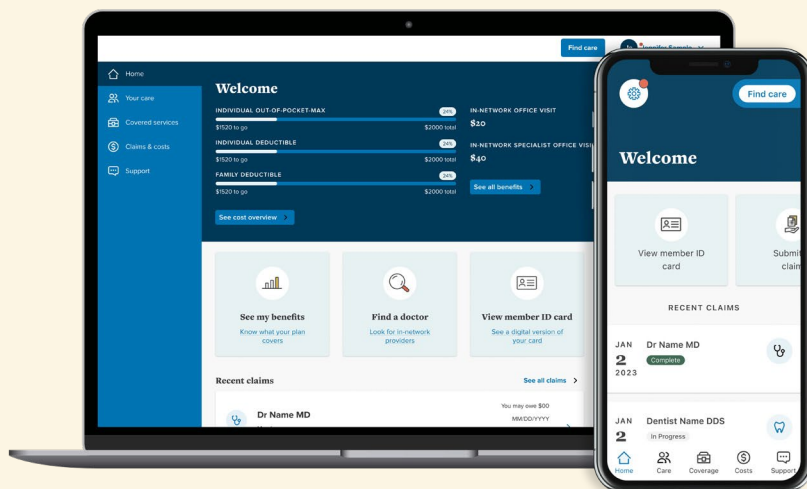 Find care
Home
Your care
Covered services
Claims & costs
Support
Welcome
INDIVIDUAL OUT-OF-POCKET-MAX
24%
$1520 to go
$2000 total
INDIVIDUAL DEDUCTIBLE
24%
$1520 to go
$2000 total
FAMILY DEDUCTIBLE
24%
$1520 to go
$2000 total
See cost overview
IN-NETWORK OFFICE VISIT
$20
IN-NETWORK SPECIALIST OFFICE
$40
See all benefits
See my benefits
Know what your plan
covers
Find a doctor
Look for in-network
providers
View member ID card
See a digital version of
your card
Recent claims
See all claims
Dr Name MD
You may owe $00
MM/DD/YYYY
Find care
Welcome
View member ID
card
Submit
claim
RECENT CLAIMS
JAN
2
2023
Dr Name MD
Complete
JAN
2
Dentist Name DDS
In Progress
Home
Care
Coverage
Costs
Support